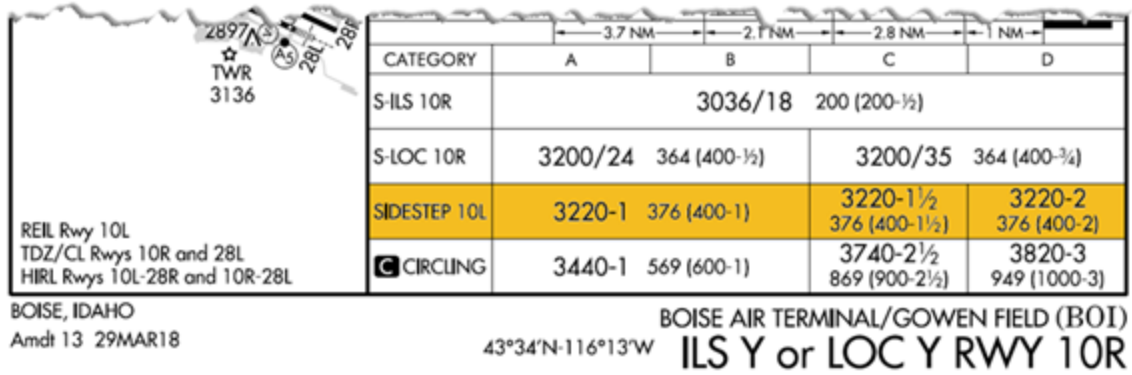 2897
A5
28L
28R
TWR
3136
REIL Rwy 10L
TDZ/CL Rwys 10R and 28L
HIRL Rwys 10L-28R and 10R-28L
3.7 NM 2.1 NM 2.8 NM 1 NM
CATEGORY A B C D
S-ILS 10R 3036/18 200 (200-½)
S-LOC 10R 3200/24 364 (400-½) 3200/35 364 (400-¾)
SIDESTEP 10L 3220-1 376 (400-1) 3220-1½ 376 (400-1½) 3220-2 376 (400-2)
C CIRCLING 3440-1 569 (600-1) 3740-2½ 869 (900-2½) 3820-3 949 (1000-3)
BOISE, IDAHO
Amdt 13 29MAR18
43°34'N-116°13'W
BOISE AIR TERMINAL/GOWEN FIELD (BOI)
ILS Y or LOC Y RWY 10R